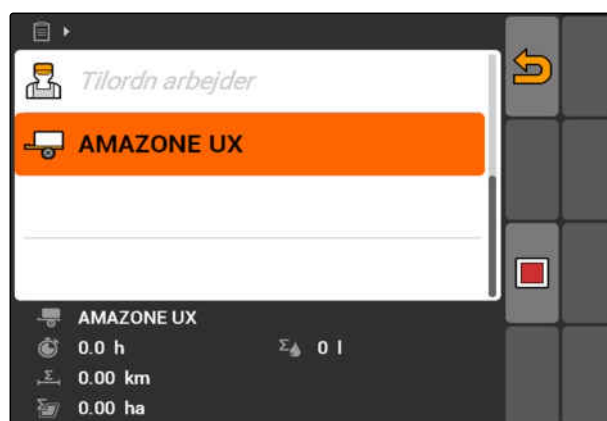 Tilordn arbejder
AMAZONE UX
AMAZONE UX
0.0 h
Σ 0 l
Σ 0.00 km
Σ 0.00 ha